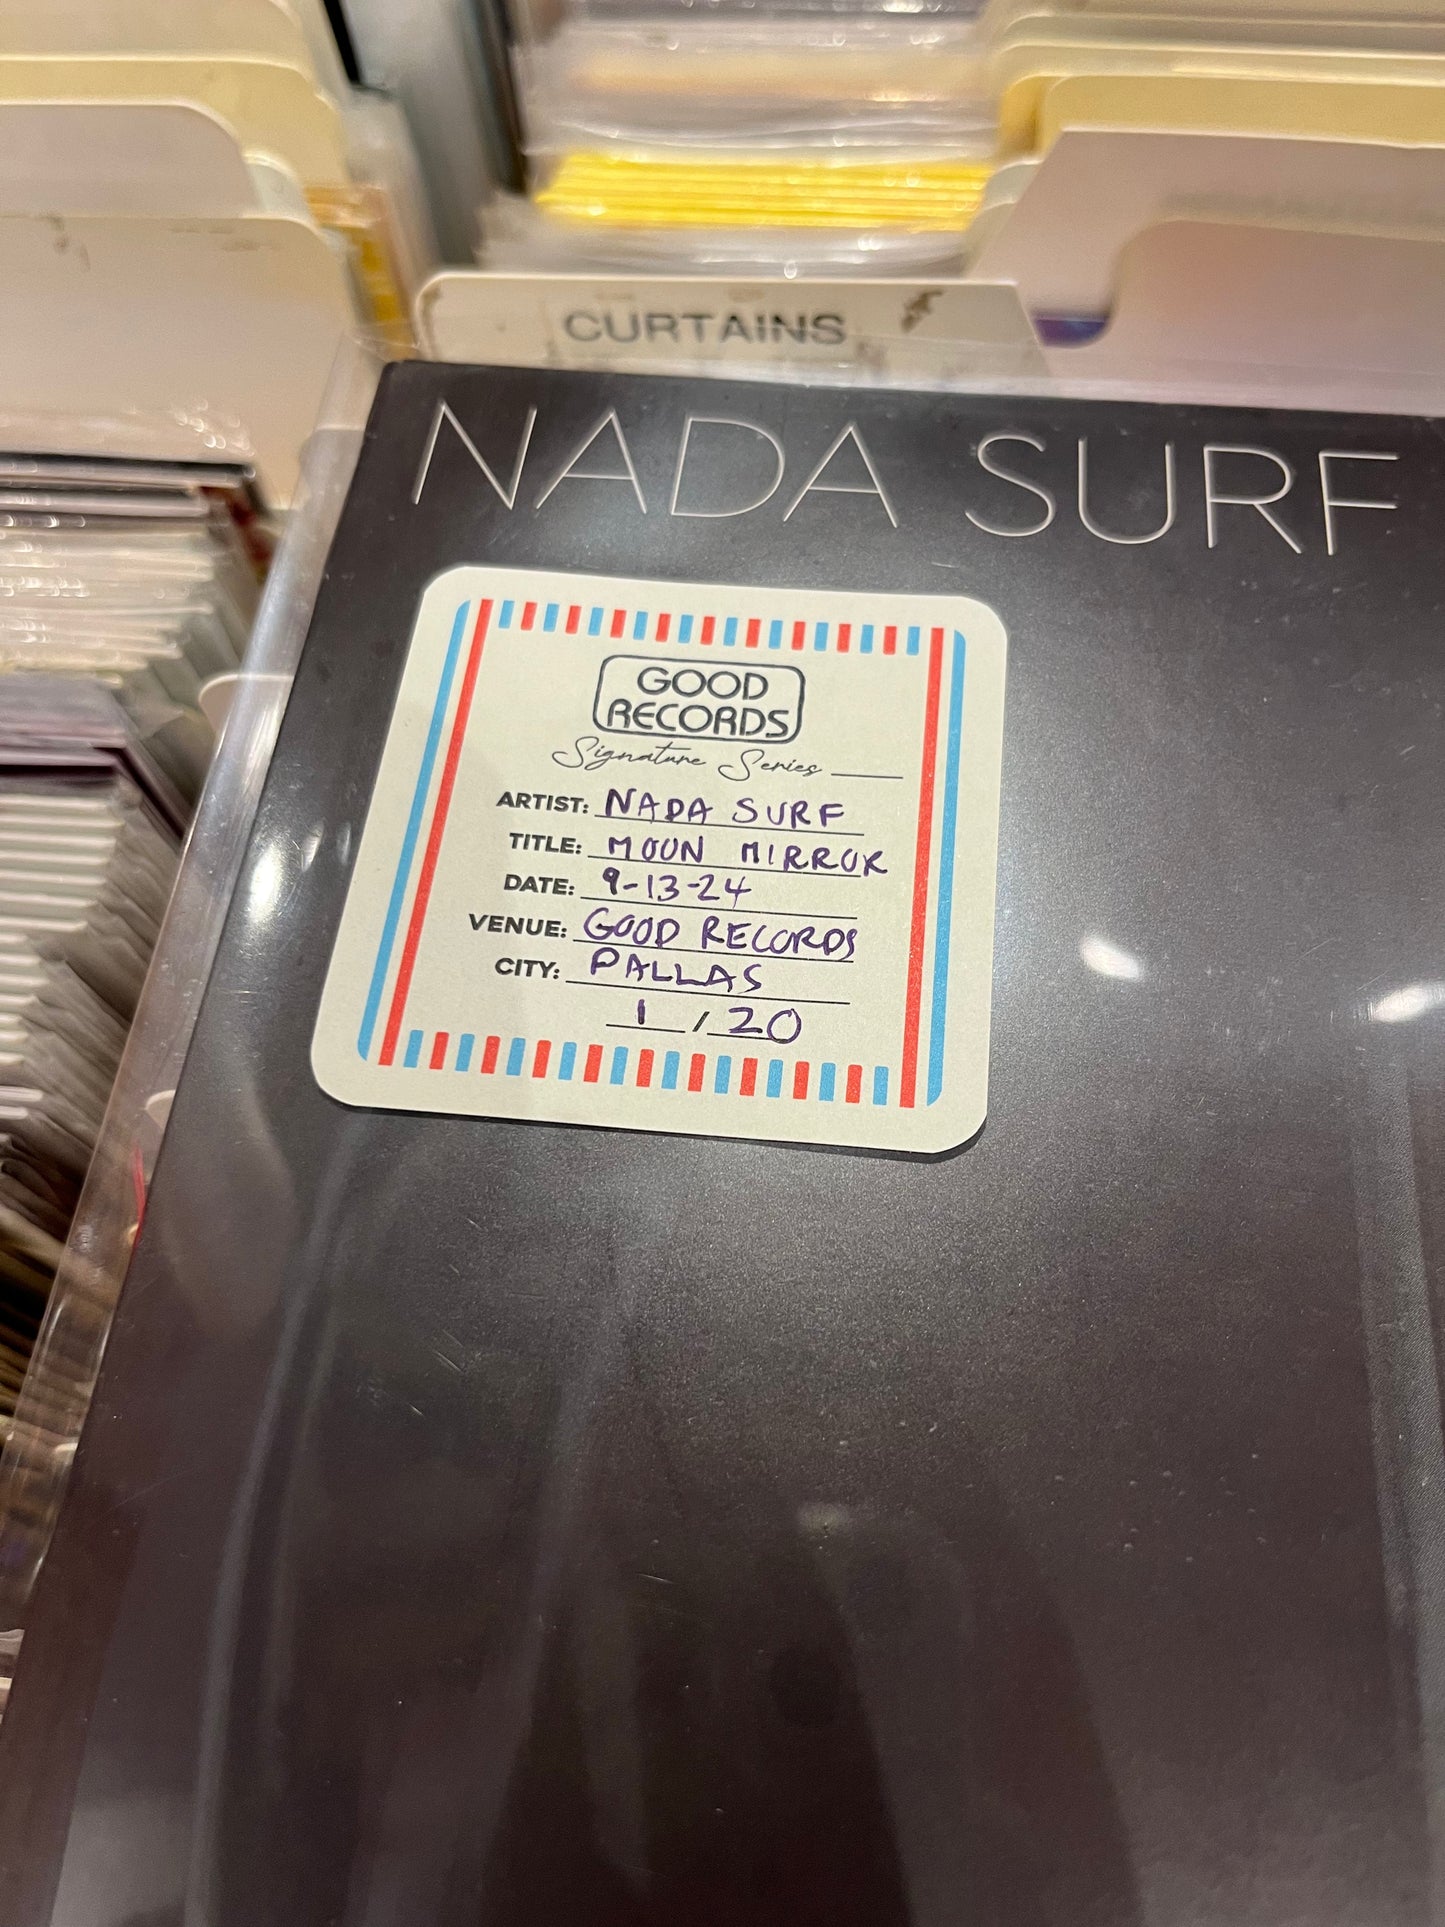 CURTAINS
NADA SURF
GOOD
RECORDS
Signature Series
ARTIST: NADA SURF
TITLE: MOON MIRROR
DATE: 9-13-24
VENUE: GOOD RECORDS
CITY: DALLAS
1 / 20